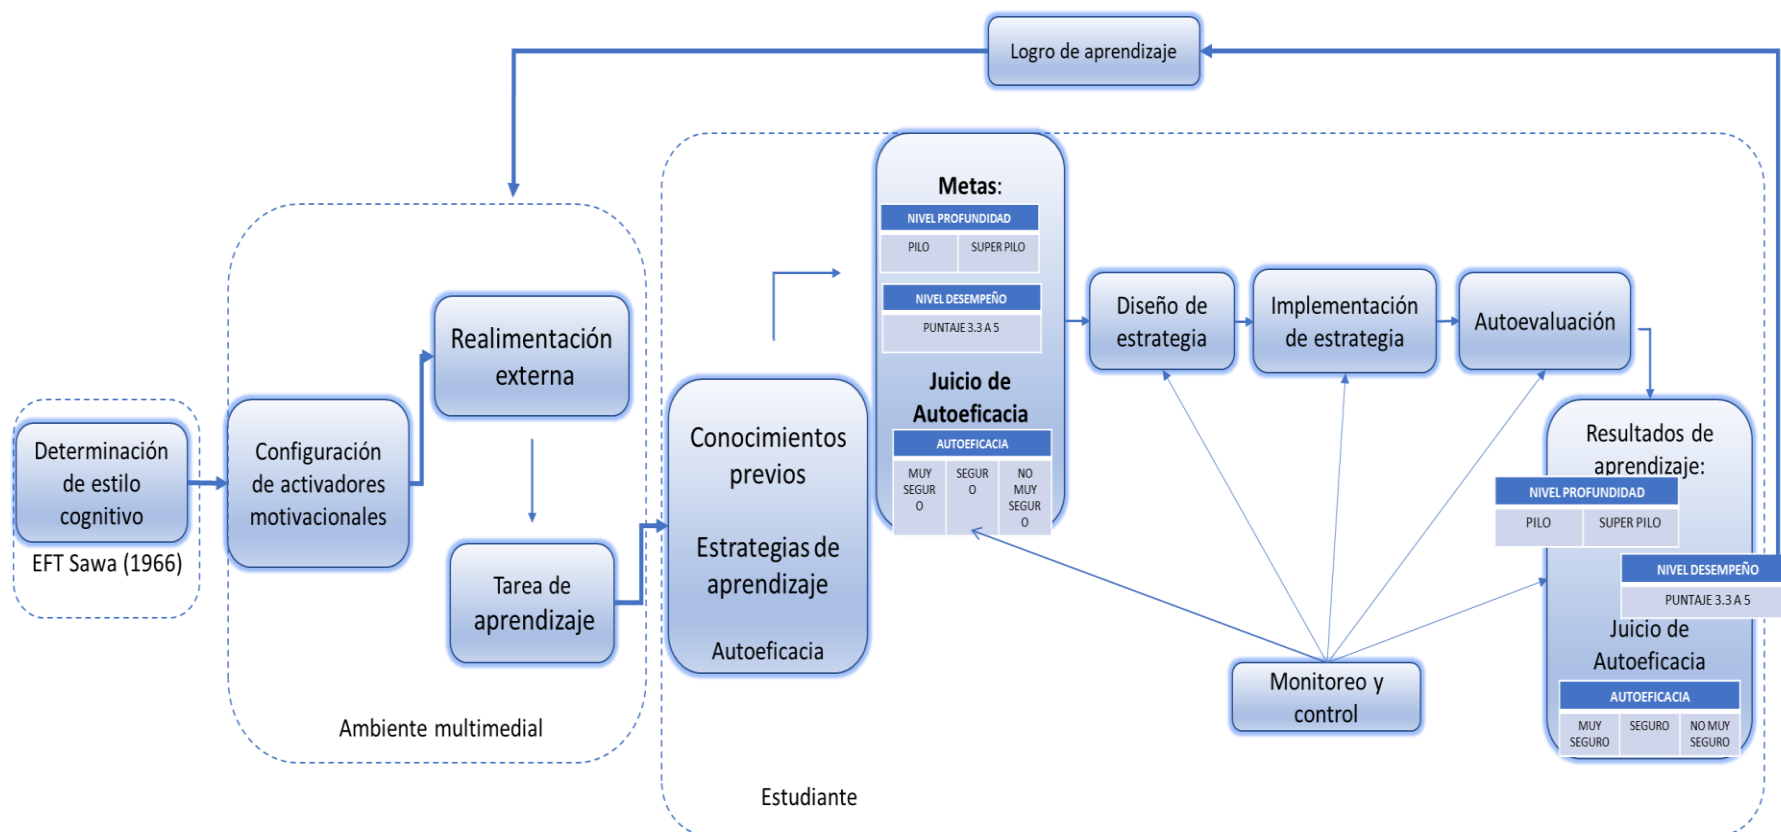 Logro de aprendizaje
Determinación
de estilo
cognitivo
EFT Sawa (1966)
Configuración
de activadores
motivacionales
Realimentación
externa
Tarea de
aprendizaje
Ambiente multimedial
Conocimientos
previos
Estrategias de
aprendizaje
Autoeficacia
Metas:
NIVEL PROFUNDIDAD
PILO
SUPER PILO
NIVEL DESEMPEÑO
PUNTAJE 3.3 A 5
Juicio de
Autoeficacia
AUTOEFICACIA
MUY
SEGUR
O
SEGUR
O
NO
MUY
SEGUR
O
Diseño de
estrategia
Implementación
de estrategia
Autoevaluación
Resultados de
aprendizaje:
NIVEL PROFUNDIDAD
PILO
SUPER PILO
NIVEL DESEMPEÑO
PUNTAJE 3.3 A 5
Juicio de
Autoeficacia
AUTOEFICACIA
MUY
SEGURO
SEGURO
NO MUY
SEGURO
Monitoreo y
control
Estudiante